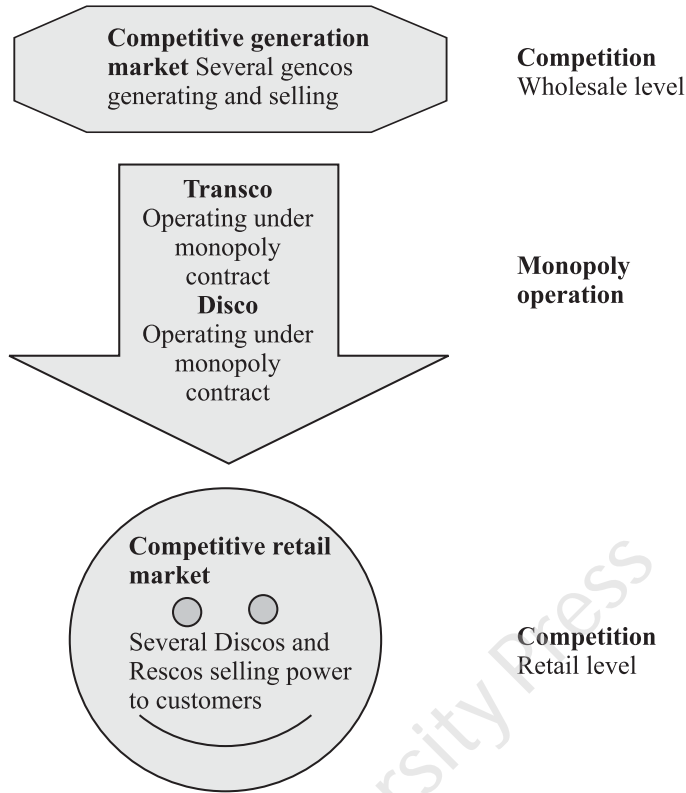 Competitive generation
market Several gencos
generating and selling
Competition
Wholesale level
Transco
Operating under
monopoly
contract
Disco
Operating under
monopoly
contract
Monopoly
operation
Competitive retail
market
Several Discos and
Rescos selling power
to customers
Competition
Retail level
Press